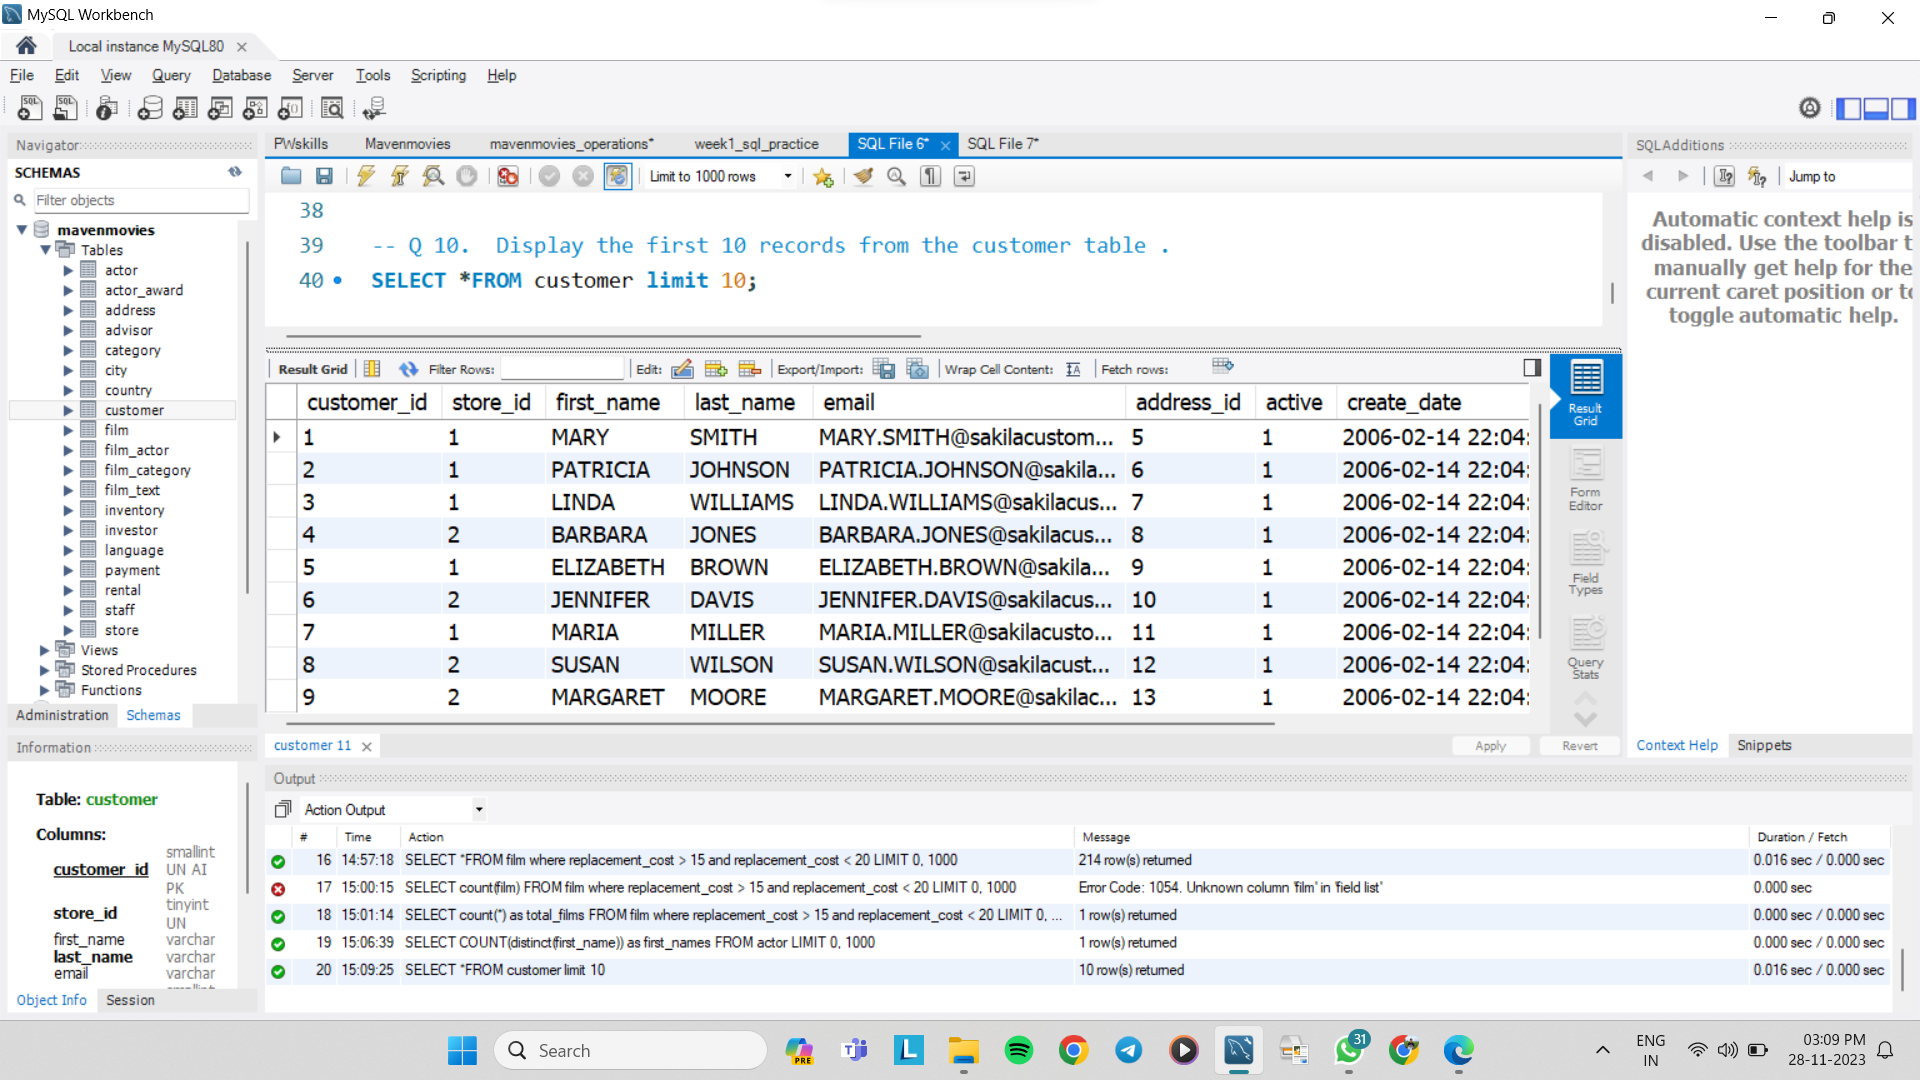 MySQL Workbench
Local instance MySQL80
File Edit View Query Database Server Tools Scripting Help
Navigator
SCHEMAS
Filter objects
mavenmovies
Tables
actor
actor_award
address
advisor
category
city
country
customer
film
film_actor
film_category
film_text
inventory
investor
language
payment
rental
staff
store
Views
Stored Procedures
Functions
Administration Schemas
Information
Table: customer
Columns:
customer_id smallint UN AI PK
store_id tinyint UN
first_name varchar
last_name varchar
email varchar
Object Info Session
PWskills Mavenmovies mavenmovies_operations* week1_sql_practice SQL File 6* SQL File 7*
Limit to 1000 rows
38
39 -- Q 10. Display the first 10 records from the customer table .
40 SELECT *FROM customer limit 10;
Result Grid Filter Rows: Edit: Export/Import: Wrap Cell Content: Fetch rows:
customer_id store_id first_name last_name email address_id active create_date
1 1 MARY SMITH MARY.SMITH@sakilacustom... 5 1 2006-02-14 22:04:
2 1 PATRICIA JOHNSON PATRICIA.JOHNSON@sakila... 6 1 2006-02-14 22:04:
3 1 LINDA WILLIAMS LINDA.WILLIAMS@sakilacus... 7 1 2006-02-14 22:04:
4 2 BARBARA JONES BARBARA.JONES@sakilacus... 8 1 2006-02-14 22:04:
5 1 ELIZABETH BROWN ELIZABETH.BROWN@sakila... 9 1 2006-02-14 22:04:
6 2 JENNIFER DAVIS JENNIFER.DAVIS@sakilacus... 10 1 2006-02-14 22:04:
7 1 MARIA MILLER MARIA.MILLER@sakilacusto... 11 1 2006-02-14 22:04:
8 2 SUSAN WILSON SUSAN.WILSON@sakilacust... 12 1 2006-02-14 22:04:
9 2 MARGARET MOORE MARGARET.MOORE@sakilac... 13 1 2006-02-14 22:04:
Result Grid
Form Editor
Field Types
Query Stats
customer 11 Apply Revert
Output
Action Output
# Time Action Message Duration / Fetch
16 14:57:18 SELECT *FROM film where replacement_cost > 15 and replacement_cost < 20 LIMIT 0, 1000 214 row(s) returned 0.016 sec / 0.000 sec
17 15:00:15 SELECT count(film) FROM film where replacement_cost > 15 and replacement_cost < 20 LIMIT 0, 1000 Error Code: 1054. Unknown column 'film' in 'field list' 0.000 sec
18 15:01:14 SELECT count(*) as total_films FROM film where replacement_cost > 15 and replacement_cost < 20 LIMIT 0, ... 1 row(s) returned 0.000 sec / 0.000 sec
19 15:06:39 SELECT COUNT(distinct(first_name)) as first_names FROM actor LIMIT 0, 1000 1 row(s) returned 0.000 sec / 0.000 sec
20 15:09:25 SELECT *FROM customer limit 10 10 row(s) returned 0.016 sec / 0.000 sec
SQLAdditions
Jump to
Automatic context help is
disabled. Use the toolbar t
manually get help for the
current caret position or to
toggle automatic help.
Context Help Snippets
Search
PRE
31
ENG
IN
03:09 PM
28-11-2023